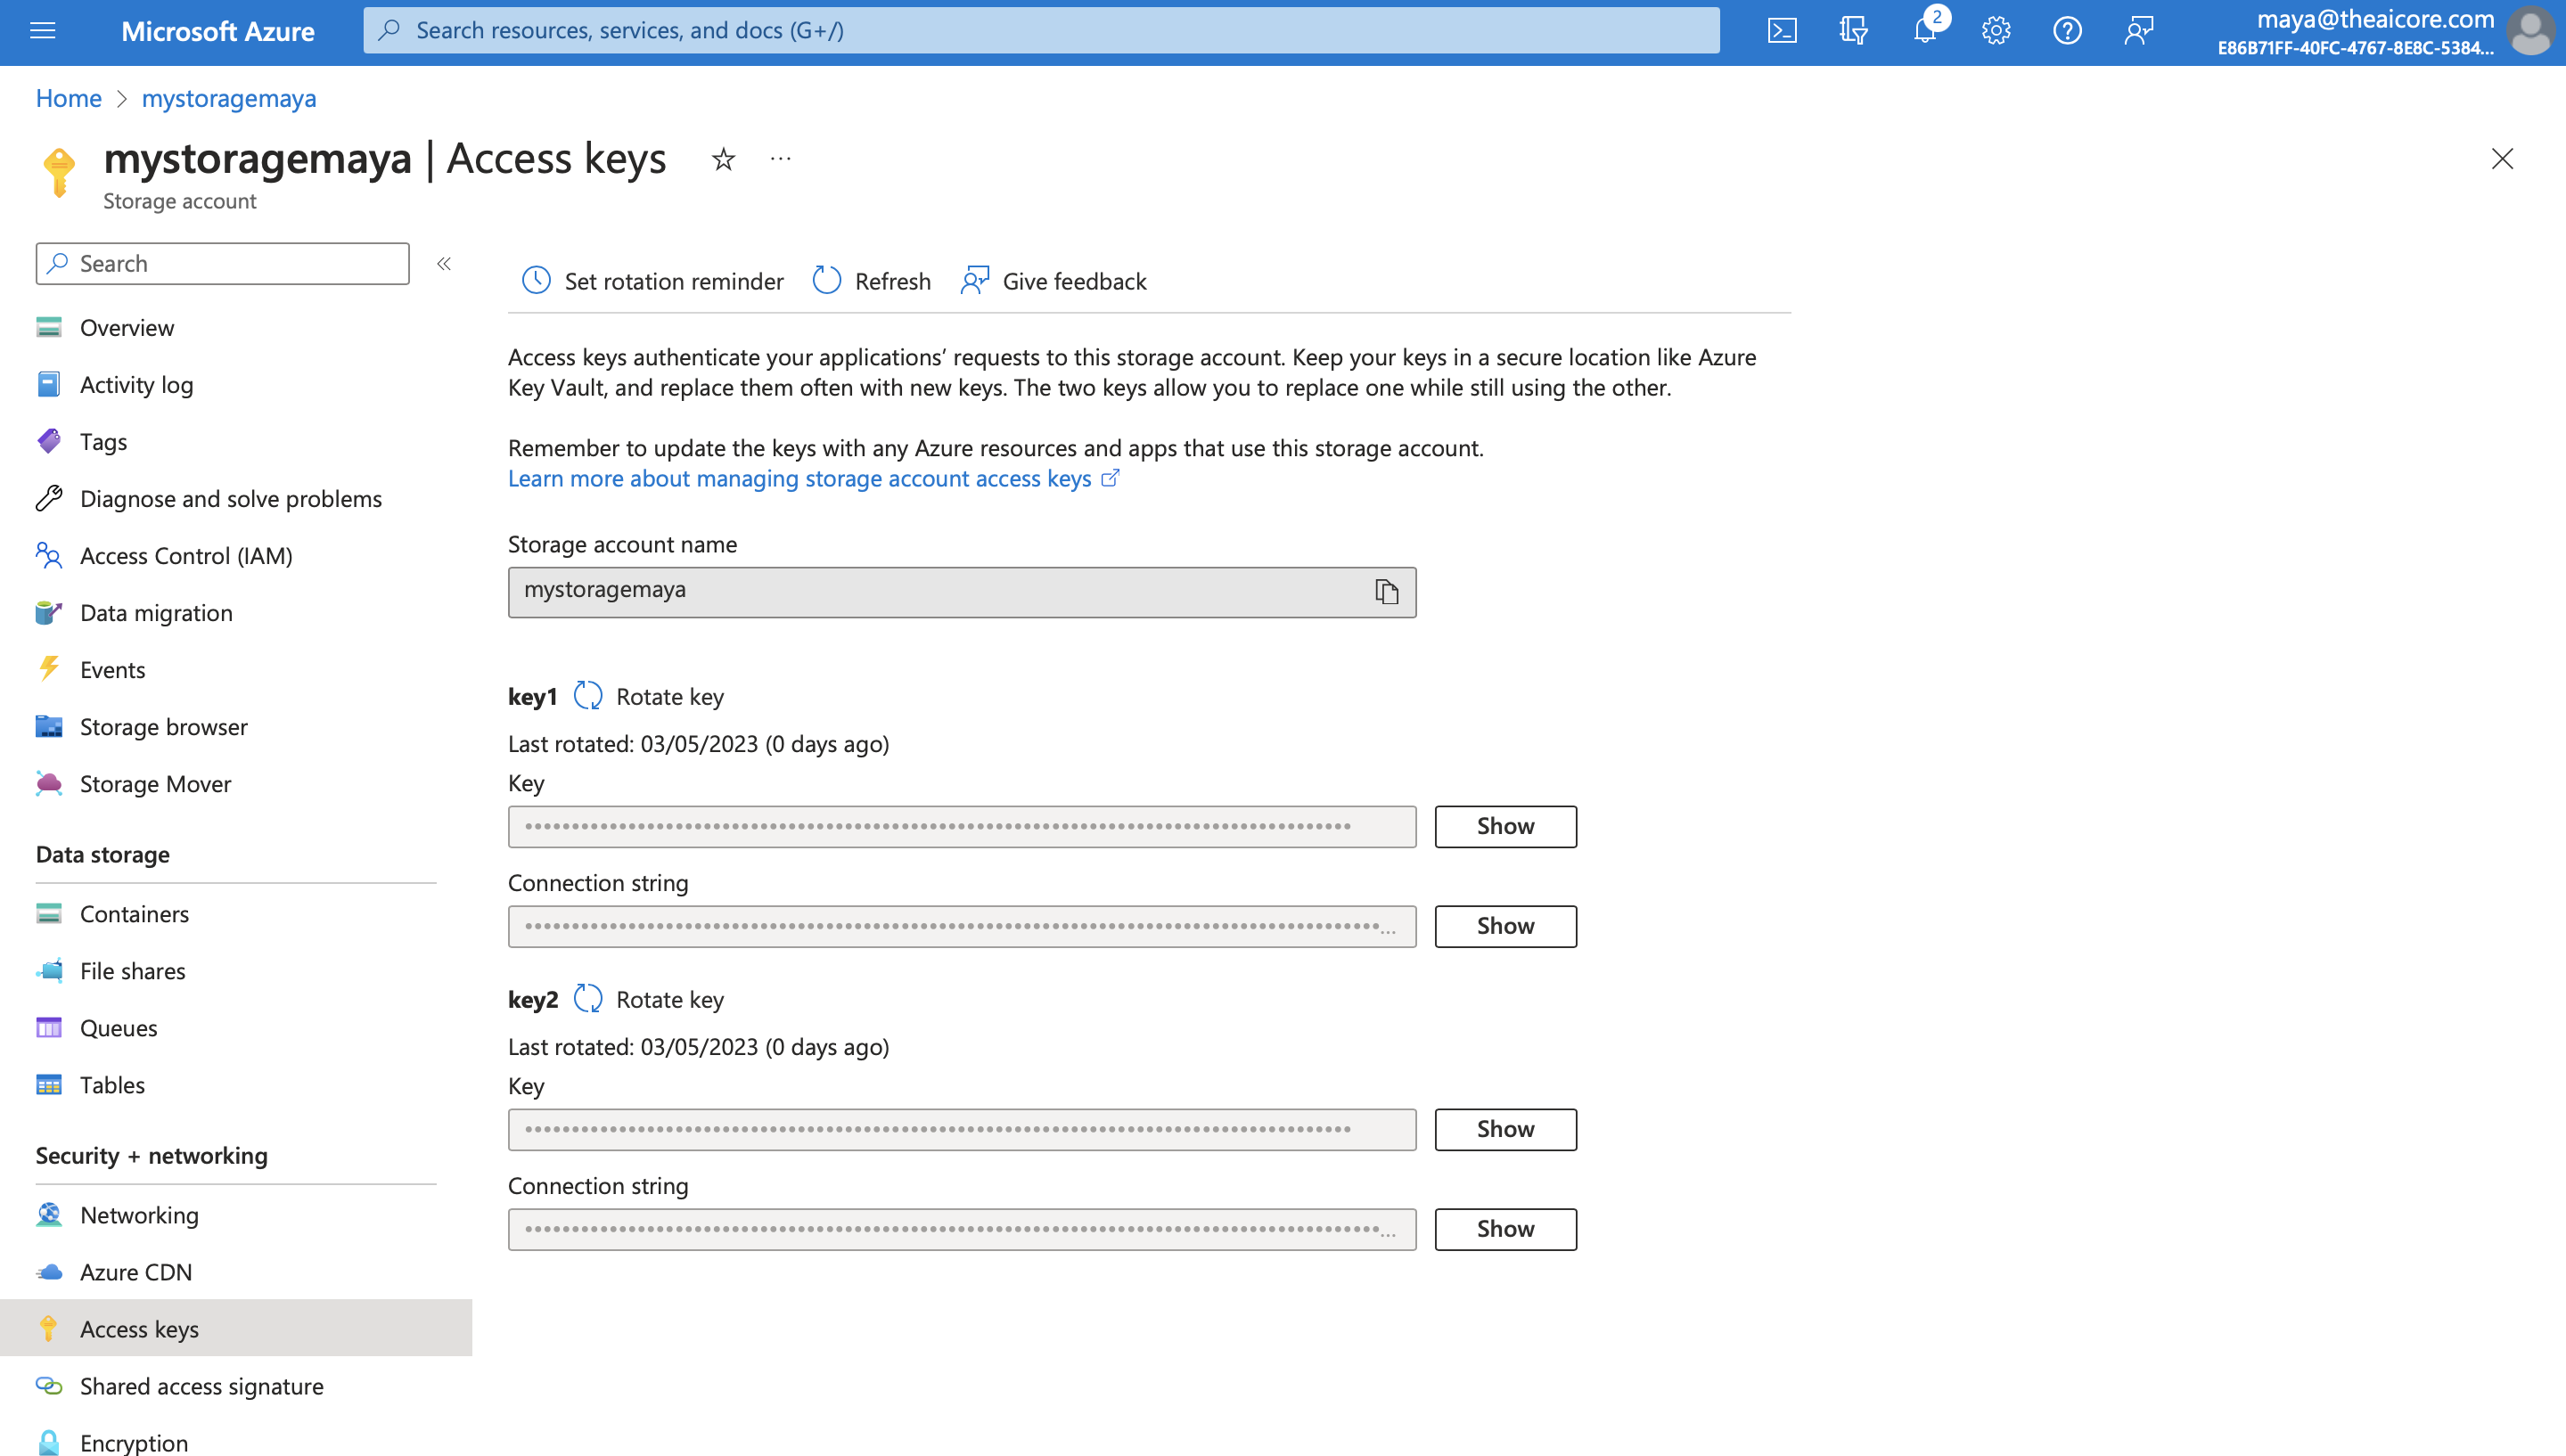 Microsoft Azure
Search resources, services, and docs (G+/)
2
maya@theaicore.com
E86B71FF-40FC-4767-8E8C-5384...
Home > mystoragemaya
mystoragemaya | Access keys
...
Storage account
Search
«
Overview
Activity log
Tags
Diagnose and solve problems
Access Control (IAM)
Data migration
Events
Storage browser
Storage Mover
Data storage
Containers
File shares
Queues
Tables
Security + networking
Networking
Azure CDN
Access keys
Shared access signature
Encryption
Set rotation reminder
Refresh
Give feedback
Access keys authenticate your applications’ requests to this storage account. Keep your keys in a secure location like Azure
Key Vault, and replace them often with new keys. The two keys allow you to replace one while still using the other.
Remember to update the keys with any Azure resources and apps that use this storage account.
Learn more about managing storage account access keys
Storage account name
mystoragemaya
key1 Rotate key
Last rotated: 03/05/2023 (0 days ago)
Key
Show
Connection string
Show
key2 Rotate key
Last rotated: 03/05/2023 (0 days ago)
Key
Show
Connection string
Show